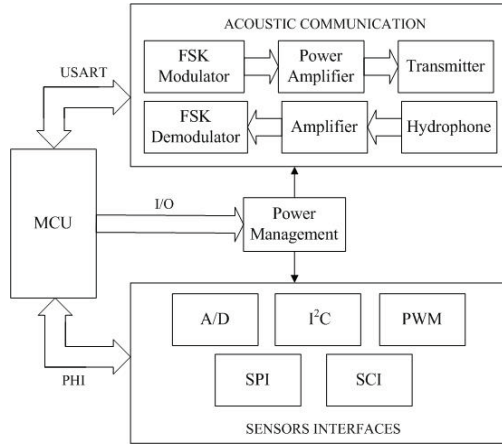 ACOUSTIC COMMUNICATION
FSK
Modulator
Power
Amplifier
Transmitter
USART
FSK
Demodulator
Amplifier
Hydrophone
MCU
I/O
Power
Management
A/D
I²C
PWM
PHI
SPI
SCI
SENSORS INTERFACES